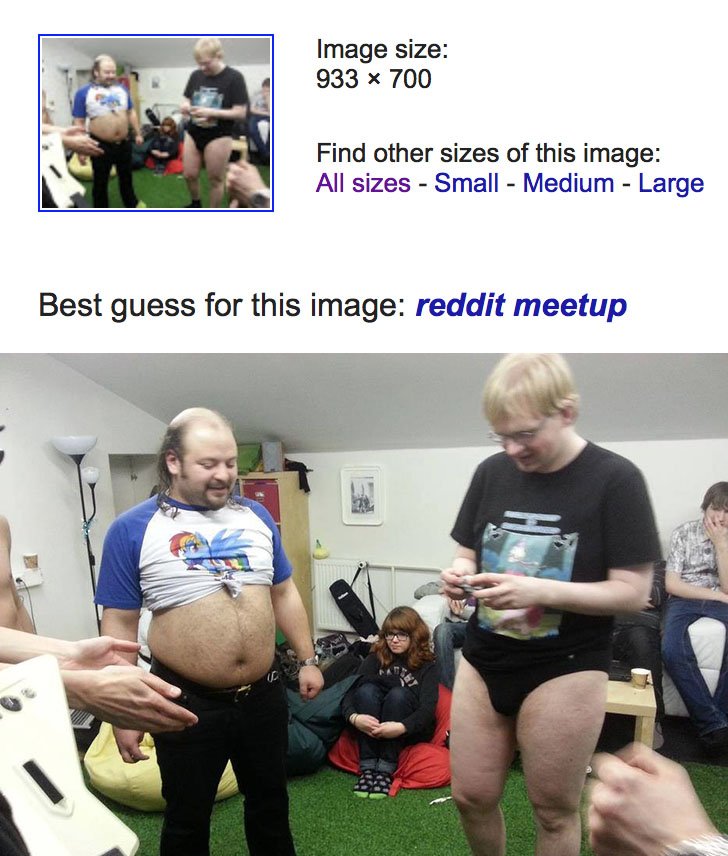 Image size:
933 × 700
Find other sizes of this image:
All sizes - Small - Medium - Large
Best guess for this image: reddit meetup